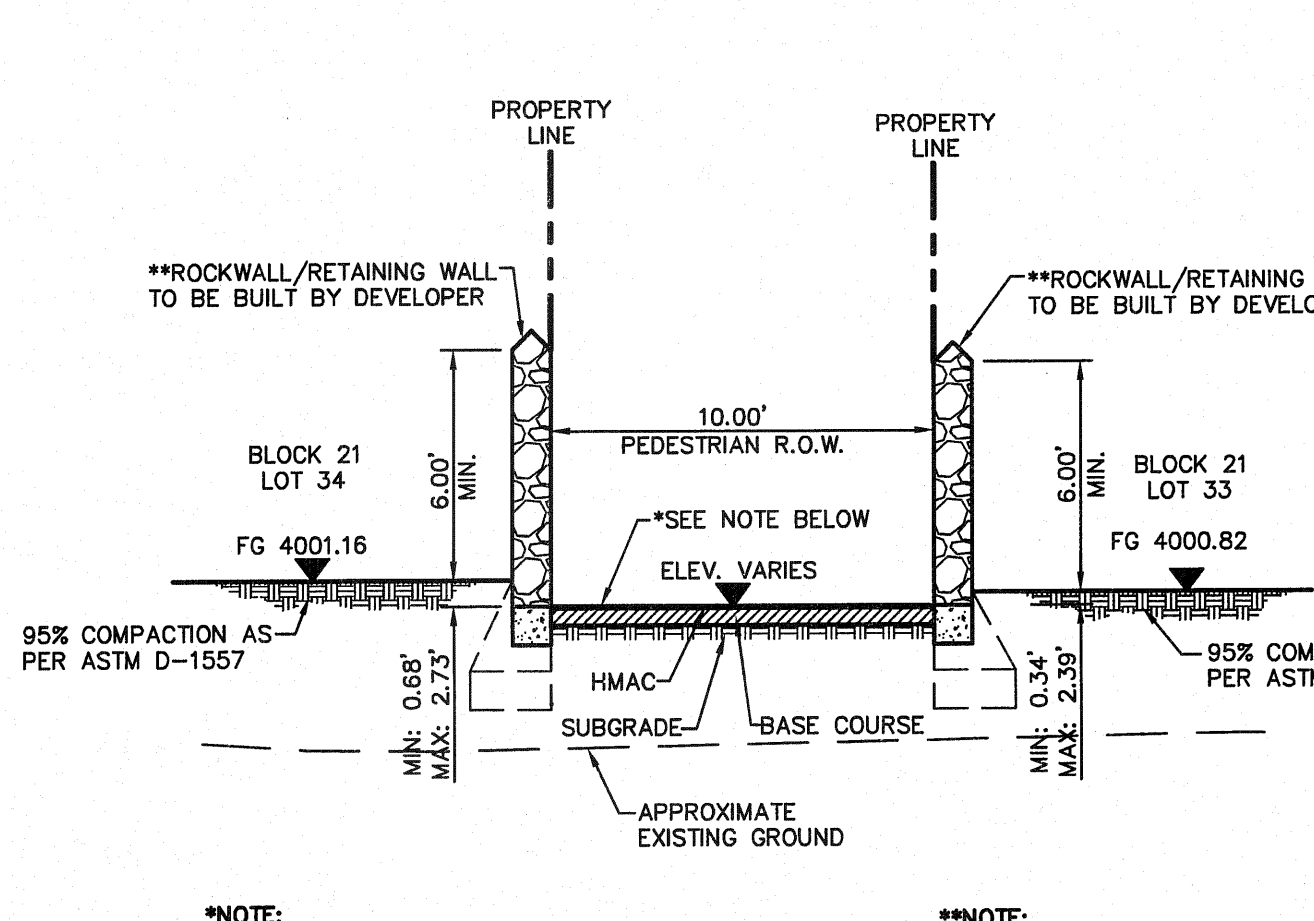 PROPERTY
LINE
PROPERTY
LINE
**ROCKWALL/RETAINING WALL
TO BE BUILT BY DEVELOPER
**ROCKWALL/RETAINING
TO BE BUILT BY DEVELO
10.00'
PEDESTRIAN R.O.W.
BLOCK 21
LOT 34
6.00'
MIN.
6.00'
MIN.
BLOCK 21
LOT 33
*SEE NOTE BELOW
FG 4001.16
ELEV. VARIES
FG 4000.82
95% COMPACTION AS
PER ASTM D-1557
MIN: 0.68'
MAX: 2.73'
HMAC
SUBGRADE
BASE COURSE
MIN: 0.34'
MAX: 2.39'
95% COM
PER ASTM
APPROXIMATE
EXISTING GROUND
*NOTE:
**NOTE: